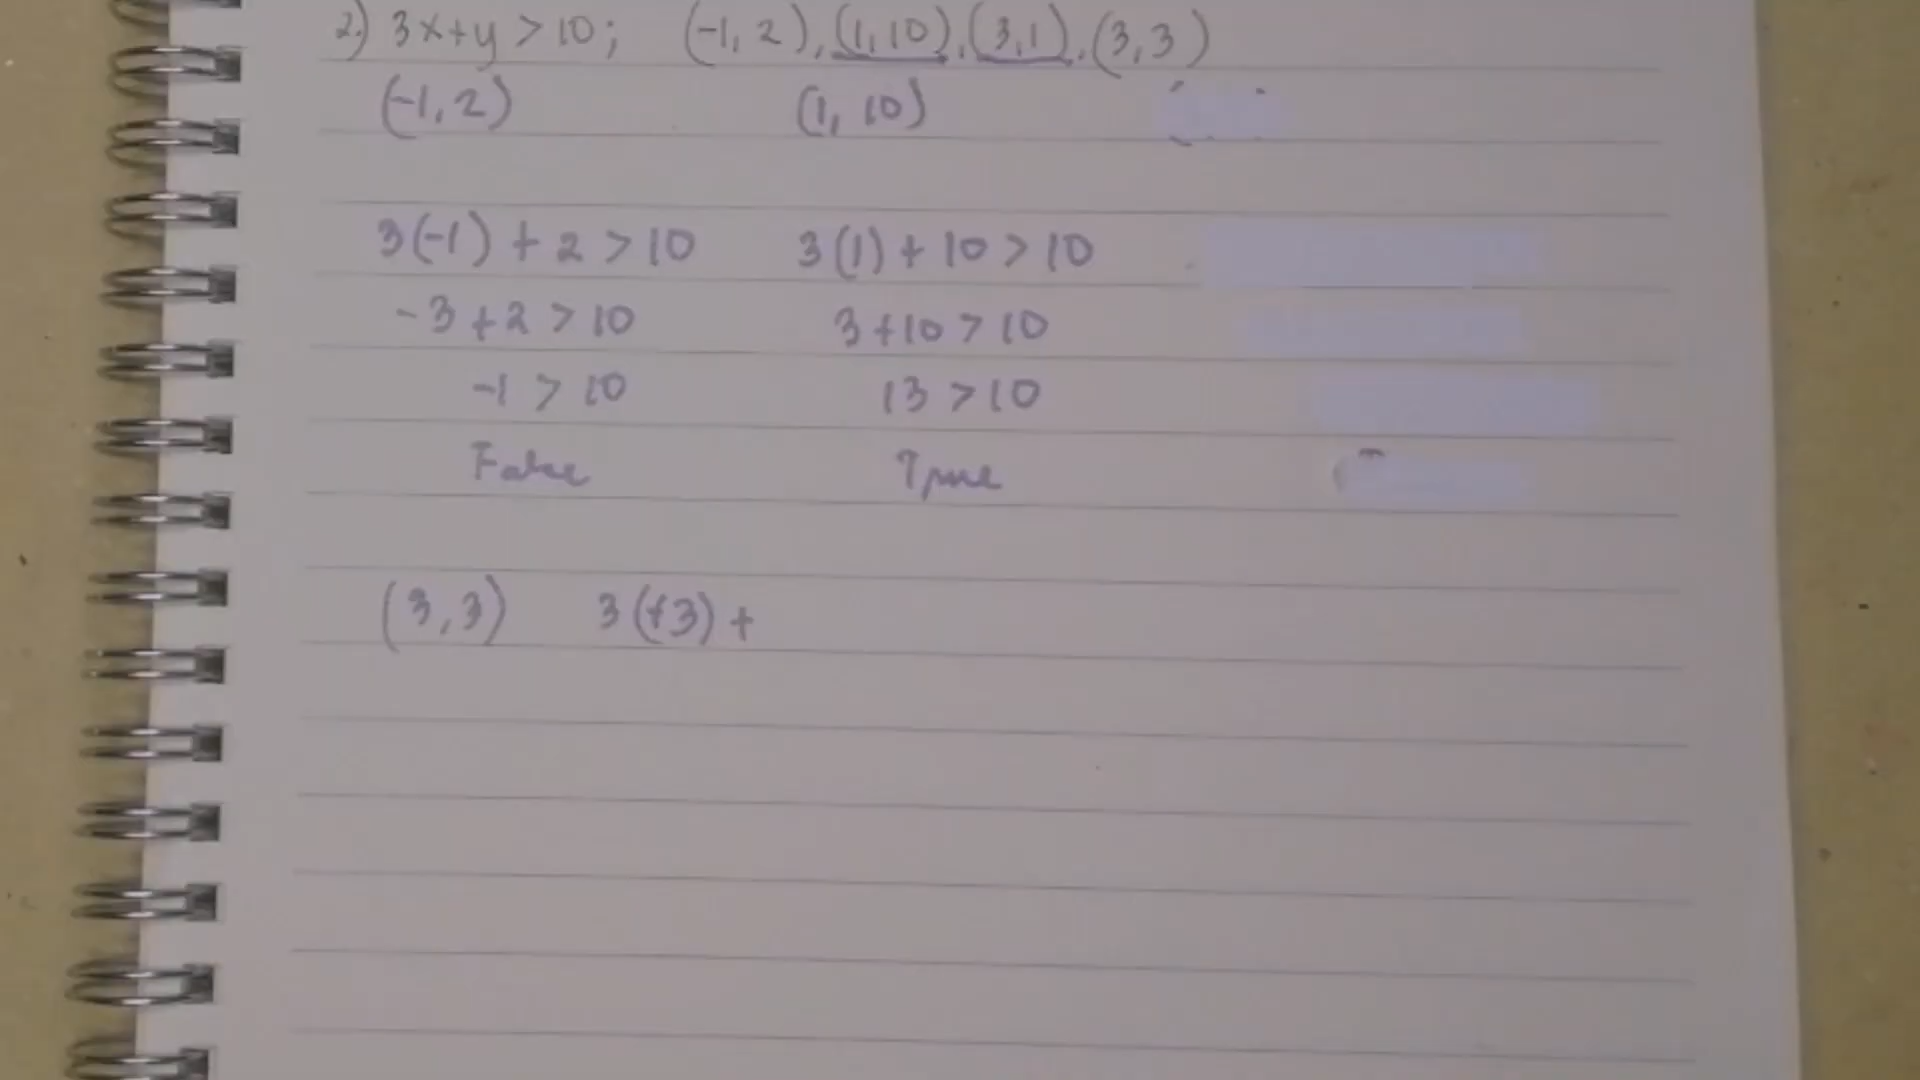 2.) 3x+y > 10; (-1, 2), (1, 10), (3, 1), (3, 3)
(-1, 2) (1, 10)
3(-1) + 2 > 10 3(1) + 10 > 10
-3 + 2 > 10 3 + 10 > 10
-1 > 10 13 > 10
False True
(3, 3) 3(+3) +